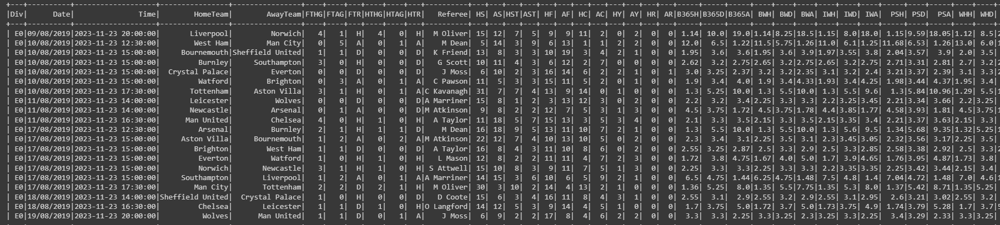 |Div| Date| Time| HomeTeam| AwayTeam|FTHG|FTAG|FTR|HTHG|HTAG|HTR| Referee| HS| AS|HST|AST| HF| AF| HC| AC| HY| AY| HR| AR|B365H|B365D|B365A| BWH| BWD| BWA| IWH| IWD| IWA| PSH| PSD| PSA| WHH| WHD|
| E0|09/08/2019|2023-11-23 20:00:00| Liverpool| Norwich| 4| 1| H| 4| 0| H| M Oliver| 15| 12| 7| 5| 9| 9| 11| 2| 0| 2| 0| 0| 1.14| 10.0| 19.0|1.14|8.25|18.5|1.15| 8.0|18.0| 1.15|9.59|18.05|1.12| 8.5|
| E0|10/08/2019|2023-11-23 12:30:00| West Ham| Man City| 0| 5| A| 0| 1| A| M Dean| 5| 14| 3| 9| 6| 13| 1| 1| 2| 2| 0| 0| 12.0| 6.5| 1.22|11.5|5.75|1.26|11.0| 6.1|1.25|11.68|6.53| 1.26|13.0| 6.0|
| E0|10/08/2019|2023-11-23 15:00:00| Bournemouth|Sheffield United| 1| 1| D| 0| 0| D| K Friend| 13| 8| 3| 3| 10| 19| 3| 4| 2| 1| 0| 0| 1.95| 3.6| 3.6|1.95| 3.6| 3.9|1.97|3.55| 3.8| 2.04|3.57| 3.9| 2.0| 3.5|
| E0|10/08/2019|2023-11-23 15:00:00| Burnley| Southampton| 3| 0| H| 0| 0| D| G Scott| 10| 11| 4| 3| 6| 12| 2| 7| 0| 0| 0| 0| 2.62| 3.2| 2.75|2.65| 3.2|2.75|2.65| 3.2|2.75| 2.71|3.31| 2.81| 2.7| 3.2|
| E0|10/08/2019|2023-11-23 15:00:00| Crystal Palace| Everton| 0| 0| D| 0| 0| D| J Moss| 6| 10| 2| 3| 16| 14| 6| 2| 2| 1| 0| 1| 3.0| 3.25| 2.37| 3.2| 3.2|2.35| 3.1| 3.2| 2.4| 3.21|3.37| 2.39| 3.1| 3.3|
| E0|10/08/2019|2023-11-23 15:00:00| Watford| Brighton| 0| 3| A| 0| 1| A| C Pawson| 11| 5| 3| 3| 15| 11| 5| 2| 0| 1| 0| 0| 1.9| 3.4| 4.0| 1.9| 3.4|4.33|1.93| 3.4|4.25| 1.98|3.44| 4.37|1.95| 3.4|
| E0|10/08/2019|2023-11-23 17:30:00| Tottenham| Aston Villa| 3| 1| H| 0| 1| A|C Kavanagh| 31| 7| 7| 4| 13| 9| 14| 0| 1| 0| 0| 0| 1.3| 5.25| 10.0| 1.3| 5.5|10.0| 1.3| 5.5| 9.6| 1.3|5.84|10.96|1.29| 5.5|
| E0|11/08/2019|2023-11-23 14:00:00| Leicester| Wolves| 0| 0| D| 0| 0| D|A Marriner| 15| 8| 1| 2| 3| 13| 12| 3| 0| 2| 0| 0| 2.2| 3.2| 3.4|2.25| 3.3| 3.3| 2.2|3.25|3.45| 2.21|3.34| 3.66| 2.2|3.25|
| E0|11/08/2019|2023-11-23 14:00:00| Newcastle| Arsenal| 0| 1| A| 0| 0| D|M Atkinson| 9| 8| 2| 2| 12| 7| 5| 3| 1| 3| 0| 0| 4.5| 3.75| 1.72| 4.5|3.75|1.78| 4.4|3.85|1.77| 4.58|3.93| 1.81| 4.5|3.75|
| E0|11/08/2019|2023-11-23 16:30:00| Man United| Chelsea| 4| 0| H| 1| 0| H| A Taylor| 11| 18| 5| 7| 15| 13| 3| 5| 3| 4| 0| 0| 2.1| 3.3| 3.5|2.15| 3.3| 3.5|2.15|3.35| 3.4| 2.21|3.37| 3.63|2.15| 3.3|
| E0|17/08/2019|2023-11-23 12:30:00| Arsenal| Burnley| 2| 1| H| 1| 1| D| M Dean| 16| 18| 9| 5| 13| 11| 10| 7| 2| 1| 0| 0| 1.3| 5.5| 10.0| 1.3| 5.5|10.0| 1.3| 5.6| 9.5| 1.34|5.68| 9.35|1.32|5.25|
| E0|17/08/2019|2023-11-23 15:00:00| Aston Villa| Bournemouth| 1| 2| A| 0| 2| A|M Atkinson| 22| 12| 7| 4| 10| 13| 10| 5| 0| 2| 0| 0| 2.3| 3.4| 3.1|2.25| 3.5| 3.1| 2.3|3.45|3.05| 2.32|3.56| 3.17|2.25| 3.5|
| E0|17/08/2019|2023-11-23 15:00:00| Brighton| West Ham| 1| 1| D| 0| 0| D| A Taylor| 16| 8| 4| 3| 11| 10| 8| 6| 0| 2| 0| 0| 2.55| 3.25| 2.87| 2.5| 3.3| 2.9| 2.5| 3.3|2.85| 2.58|3.38| 2.92| 2.5| 3.3|
| E0|17/08/2019|2023-11-23 15:00:00| Everton| Watford| 1| 0| H| 1| 0| H| L Mason| 12| 8| 2| 2| 11| 11| 4| 7| 2| 3| 0| 0| 1.72| 3.8| 4.75|1.67| 4.0| 5.0| 1.7| 3.9|4.65| 1.76|3.95| 4.87|1.73| 3.8|
| E0|17/08/2019|2023-11-23 15:00:00| Norwich| Newcastle| 3| 1| H| 1| 0| H| S Attwell| 15| 10| 8| 3| 9| 11| 7| 5| 1| 3| 0| 0| 2.25| 3.3| 3.3|2.25| 3.3| 3.3| 2.2|3.35|3.35| 2.25|3.42| 3.44|2.15| 3.4|
| E0|17/08/2019|2023-11-23 15:00:00| Southampton| Liverpool| 1| 2| A| 0| 1| A|A Marriner| 14| 15| 3| 6| 10| 6| 5| 9| 2| 1| 0| 0| 6.5| 4.75| 1.44|6.25|4.75|1.48| 7.5| 4.8| 1.4| 7.04|4.72| 1.48| 7.0| 4.6|
| E0|17/08/2019|2023-11-23 17:30:00| Man City| Tottenham| 2| 2| D| 2| 1| H| M Oliver| 30| 3| 10| 2| 14| 4| 13| 2| 1| 0| 0| 0| 1.36| 5.25| 8.0|1.35| 5.5|7.75|1.35| 5.3| 8.0| 1.37|5.42| 8.71|1.35|5.25|
| E0|18/08/2019|2023-11-23 14:00:00|Sheffield United| Crystal Palace| 1| 0| H| 0| 0| D| D Coote| 15| 6| 3| 4| 16| 11| 8| 4| 3| 1| 0| 0| 2.55| 3.1| 2.9|2.55| 3.2| 2.9|2.55| 3.1|2.95| 2.6|3.21| 3.02|2.55| 3.2|
| E0|18/08/2019|2023-11-23 16:30:00| Chelsea| Leicester| 1| 1| D| 1| 0| H|O Langford| 14| 12| 5| 3| 9| 14| 4| 5| 1| 0| 0| 0| 1.7| 3.75| 5.0|1.72| 3.7| 5.0|1.73|3.75| 4.9| 1.74|3.79| 5.28| 1.7| 3.7|
| E0|19/08/2019|2023-11-23 20:00:00| Wolves| Man United| 1| 1| D| 0| 1| A| J Moss| 6| 9| 2| 2| 17| 8| 4| 6| 2| 2| 0| 0| 3.3| 3.3| 2.25| 3.3|3.25| 2.3| 3.3|3.25|2.25| 3.4|3.29| 2.33| 3.3|3.25|